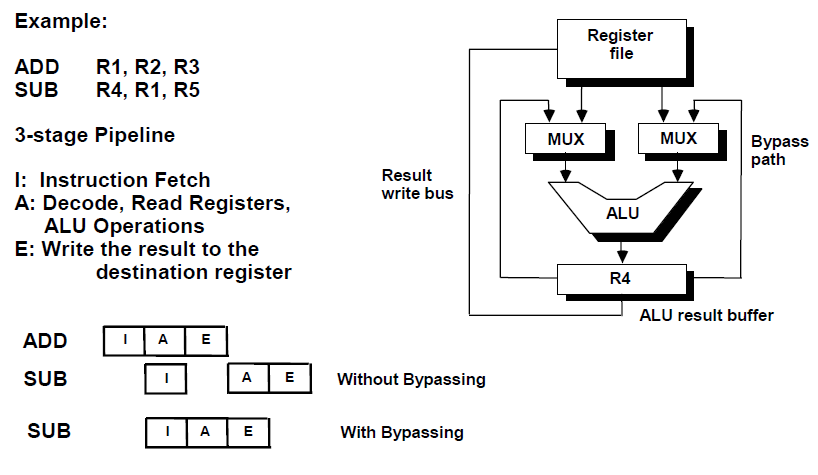 Example:
ADD R1, R2, R3
SUB R4, R1, R5
3-stage Pipeline
I: Instruction Fetch
A: Decode, Read Registers,
ALU Operations
E: Write the result to the
destination register
Register
file
MUX
MUX
Bypass
path
Result
write bus
ALU
R4
ALU result buffer
ADD I A E
SUB I A E Without Bypassing
SUB I A E With Bypassing